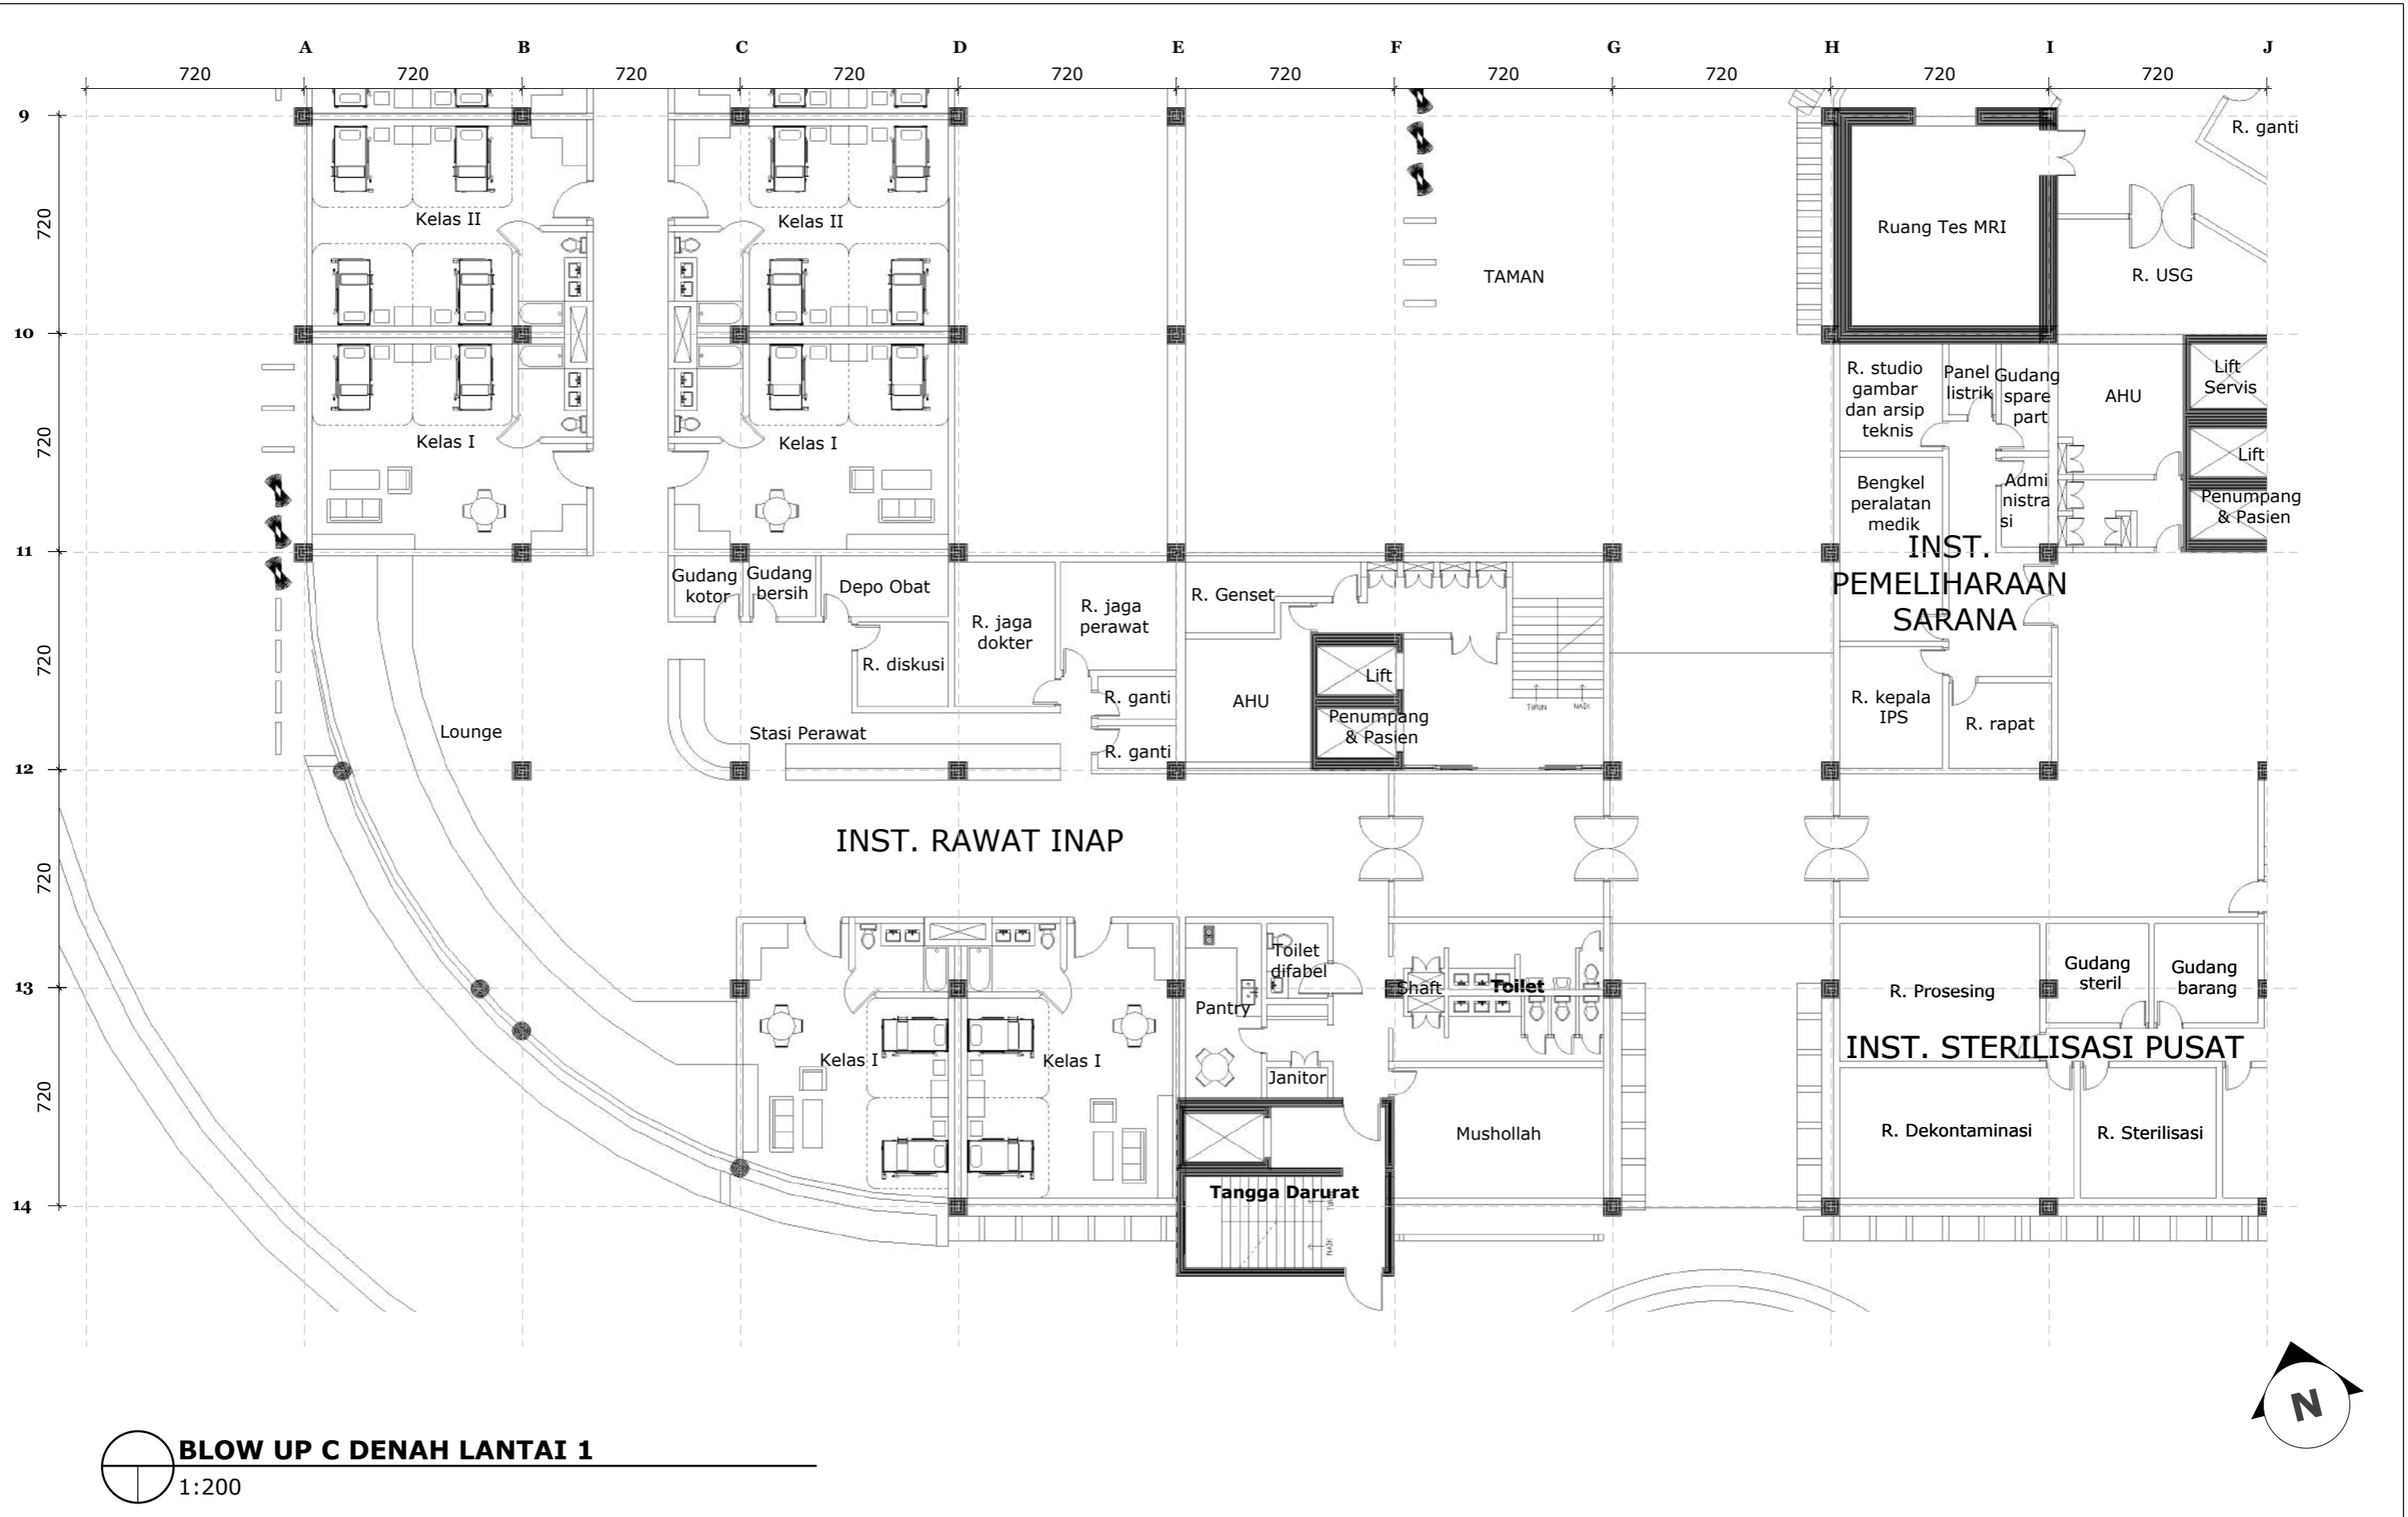 A B C D E F G H I J
720 720 720 720 720 720 720 720 720 720
9
R. ganti
720
Kelas II
Kelas II
Ruang Tes MRI
TAMAN
R. USG
10
R. studio
gambar
dan arsip
teknis
Panel
listrik
Gudang
spare
part
AHU
Lift
Servis
720
Kelas I
Kelas I
Lift
Bengkel
peralatan
medik
Admi
nistra
si
Penumpang
& Pasien
11
INST.
PEMELIHARAAN
SARANA
Gudang
kotor
Gudang
bersih
Depo Obat
R. jaga
dokter
R. jaga
perawat
R. Genset
720
R. diskusi
Lift
R. ganti
AHU
TURUN
NAIK
R. kepala
IPS
R. rapat
Lounge
Stasi Perawat
Penumpang
& Pasien
R. ganti
12
INST. RAWAT INAP
720
Toilet
difabel
Gudang
steril
Gudang
barang
13
Shaft
Toilet
R. Prosesing
Pantry
INST. STERILISASI PUSAT
Kelas I
Kelas I
Janitor
720
Mushollah
R. Dekontaminasi
R. Sterilisasi
Tangga Darurat
14
NAIK
N
BLOW UP C DENAH LANTAI 1
1:200